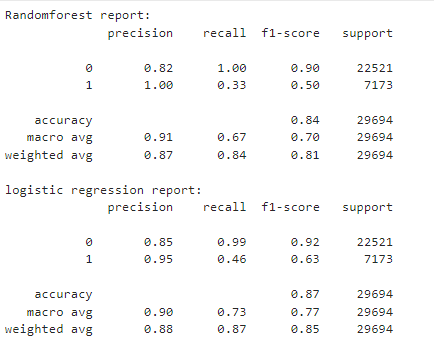 Randomforest report:
precision recall f1-score support
0 0.82 1.00 0.90 22521
1 1.00 0.33 0.50 7173
accuracy 0.84 29694
macro avg 0.91 0.67 0.70 29694
weighted avg 0.87 0.84 0.81 29694
logistic regression report:
precision recall f1-score support
0 0.85 0.99 0.92 22521
1 0.95 0.46 0.63 7173
accuracy 0.87 29694
macro avg 0.90 0.73 0.77 29694
weighted avg 0.88 0.87 0.85 29694